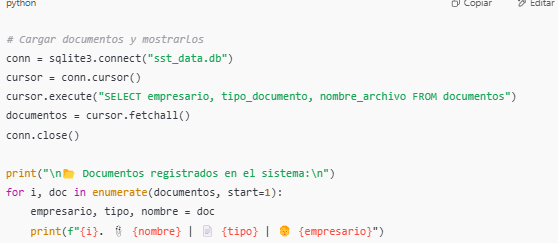 python Copiar Editar
# Cargar documentos y mostrarlos
conn = sqlite3.connect("sst_data.db")
cursor = conn.cursor()
cursor.execute("SELECT empresario, tipo_documento, nombre_archivo FROM documentos")
documentos = cursor.fetchall()
conn.close()
print("\n📂 Documentos registrados en el sistema:\n")
for i, doc in enumerate(documentos, start=1):
    empresario, tipo, nombre = doc
    print(f"{i}. 📎 {nombre} | 📄 {tipo} | 🧑 {empresario}")